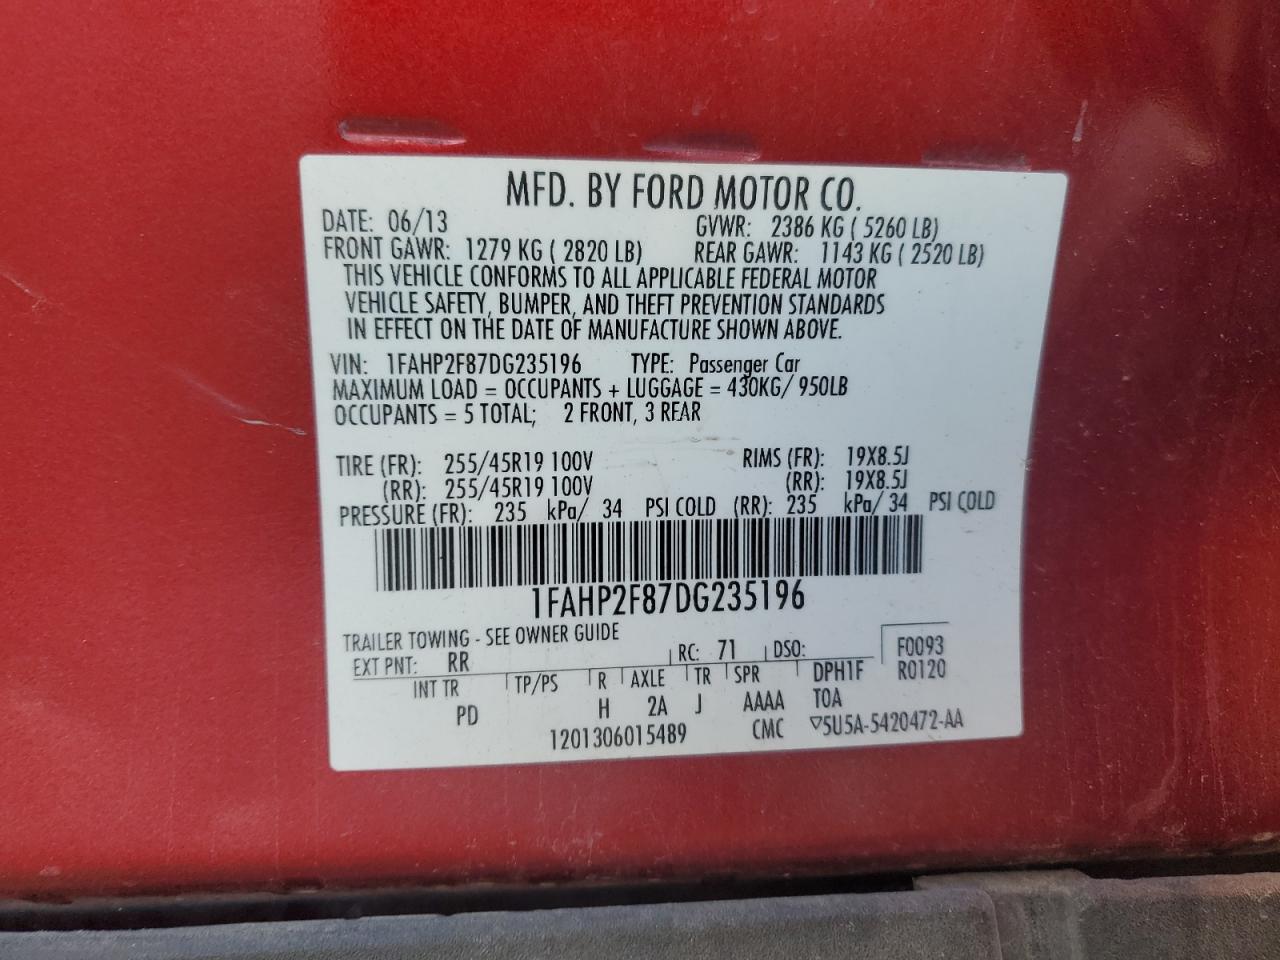 MFD. BY FORD MOTOR CO.
DATE: 06/13 GVWR: 2386 KG ( 5260 LB)
FRONT GAWR: 1279 KG ( 2820 LB) REAR GAWR: 1143 KG ( 2520 LB)
THIS VEHICLE CONFORMS TO ALL APPLICABLE FEDERAL MOTOR
VEHICLE SAFETY, BUMPER, AND THEFT PREVENTION STANDARDS
IN EFFECT ON THE DATE OF MANUFACTURE SHOWN ABOVE.
VIN: 1FAHP2F87DG235196 TYPE: Passenger Car
MAXIMUM LOAD = OCCUPANTS + LUGGAGE = 430KG/ 950LB
OCCUPANTS = 5 TOTAL; 2 FRONT, 3 REAR
TIRE (FR): 255/45R19 100V RIMS (FR): 19X8.5J
(RR): 255/45R19 100V (RR): 19X8.5J
PRESSURE (FR): 235 kPa/ 34 PSI COLD (RR): 235 kPa/ 34 PSI COLD
1FAHP2F87DG235196
TRAILER TOWING - SEE OWNER GUIDE
EXT PNT: RR RC: 71 DSO: F0093
INT TR TP/PS R AXLE TR SPR DPH1F R0120
PD H 2A J AAAA TOA
1201306015489 CMC ▽5U5A-5420472-AA